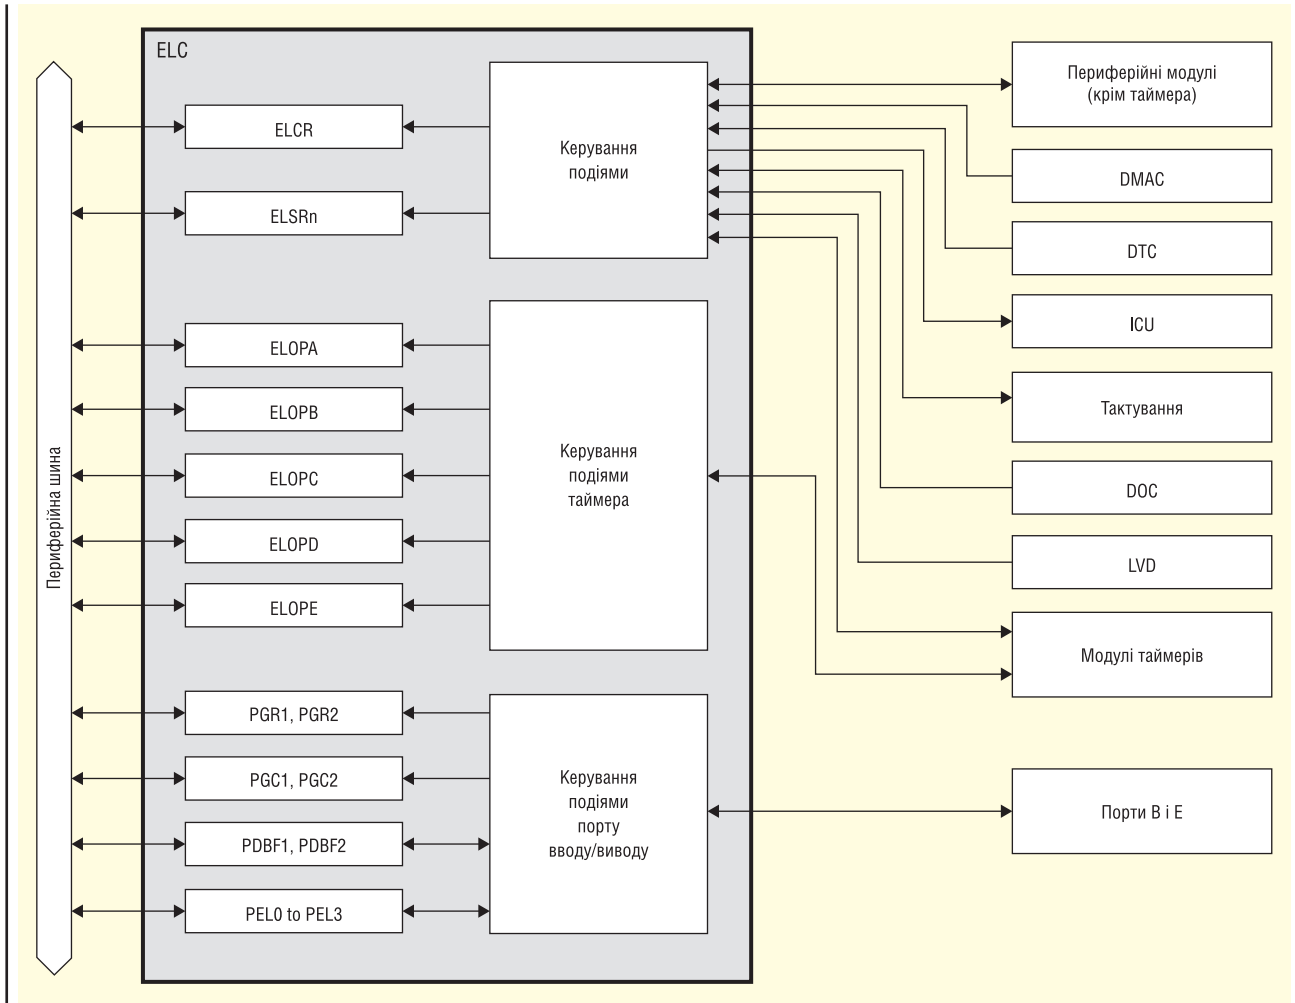 ELC
Периферійна шина
ELCR
ELSRn
ELOPA
ELOPB
ELOPC
ELOPD
ELOPE
PGR1, PGR2
PGC1, PGC2
PDBF1, PDBF2
PEL0 to PEL3
Керування
подіями
Керування
подіями
таймера
Керування
подіями
порту
вводу/виводу
Периферійні модулі
(крім таймера)
DMAC
DTC
ICU
Тактування
DOC
LVD
Модулі таймерів
Порти В і Е